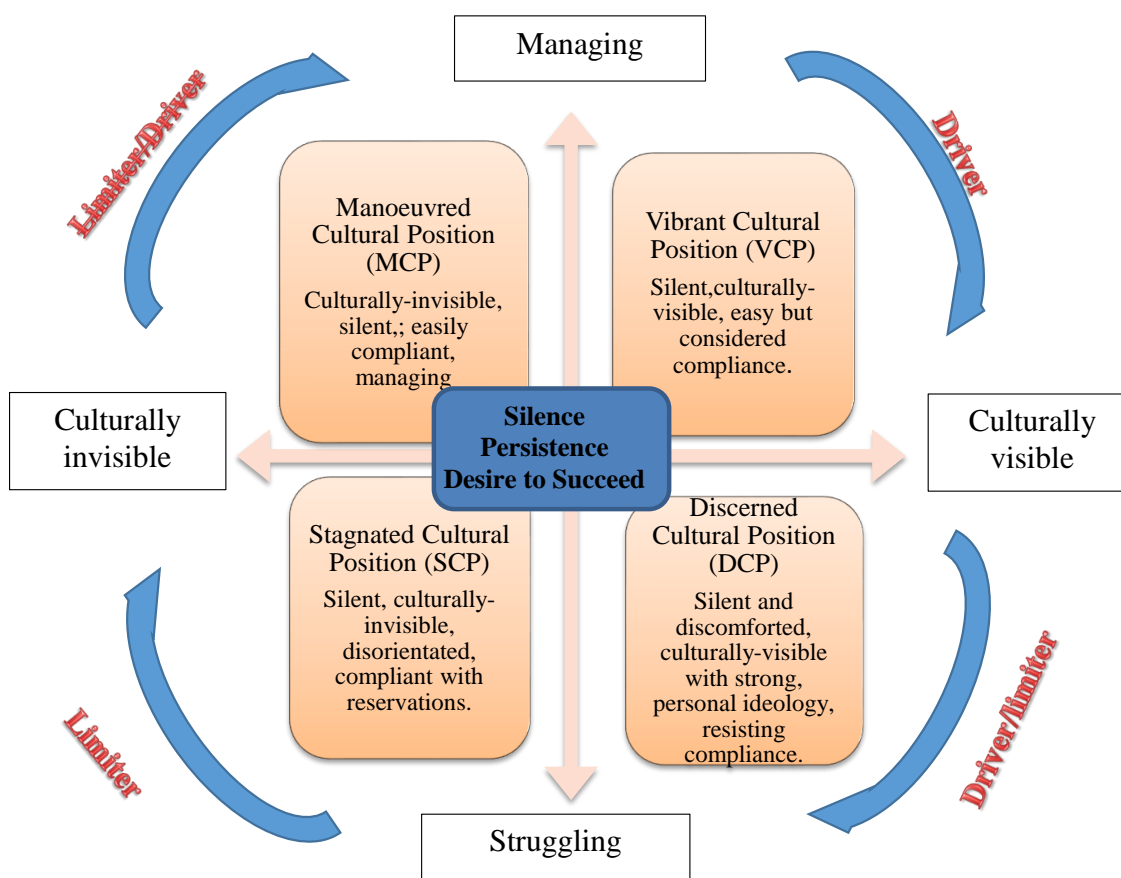 Managing
Limiter/Driver
Driver
Manoeuvred
Cultural Position
(MCP)
Culturally-invisible,
silent,; easily
compliant,
managing
Vibrant Cultural
Position (VCP)
Silent,culturally-
visible, easy but
considered
compliance.
Culturally
invisible
Silence
Persistence
Desire to Succeed
Culturally
visible
Stagnated Cultural
Position (SCP)
Silent, culturally-
invisible,
disorientated,
compliant with
reservations.
Discerned
Cultural Position
(DCP)
Silent and
discomforted,
culturally-visible
with strong,
personal ideology,
resisting
compliance.
Limiter
Driver/limiter
Struggling